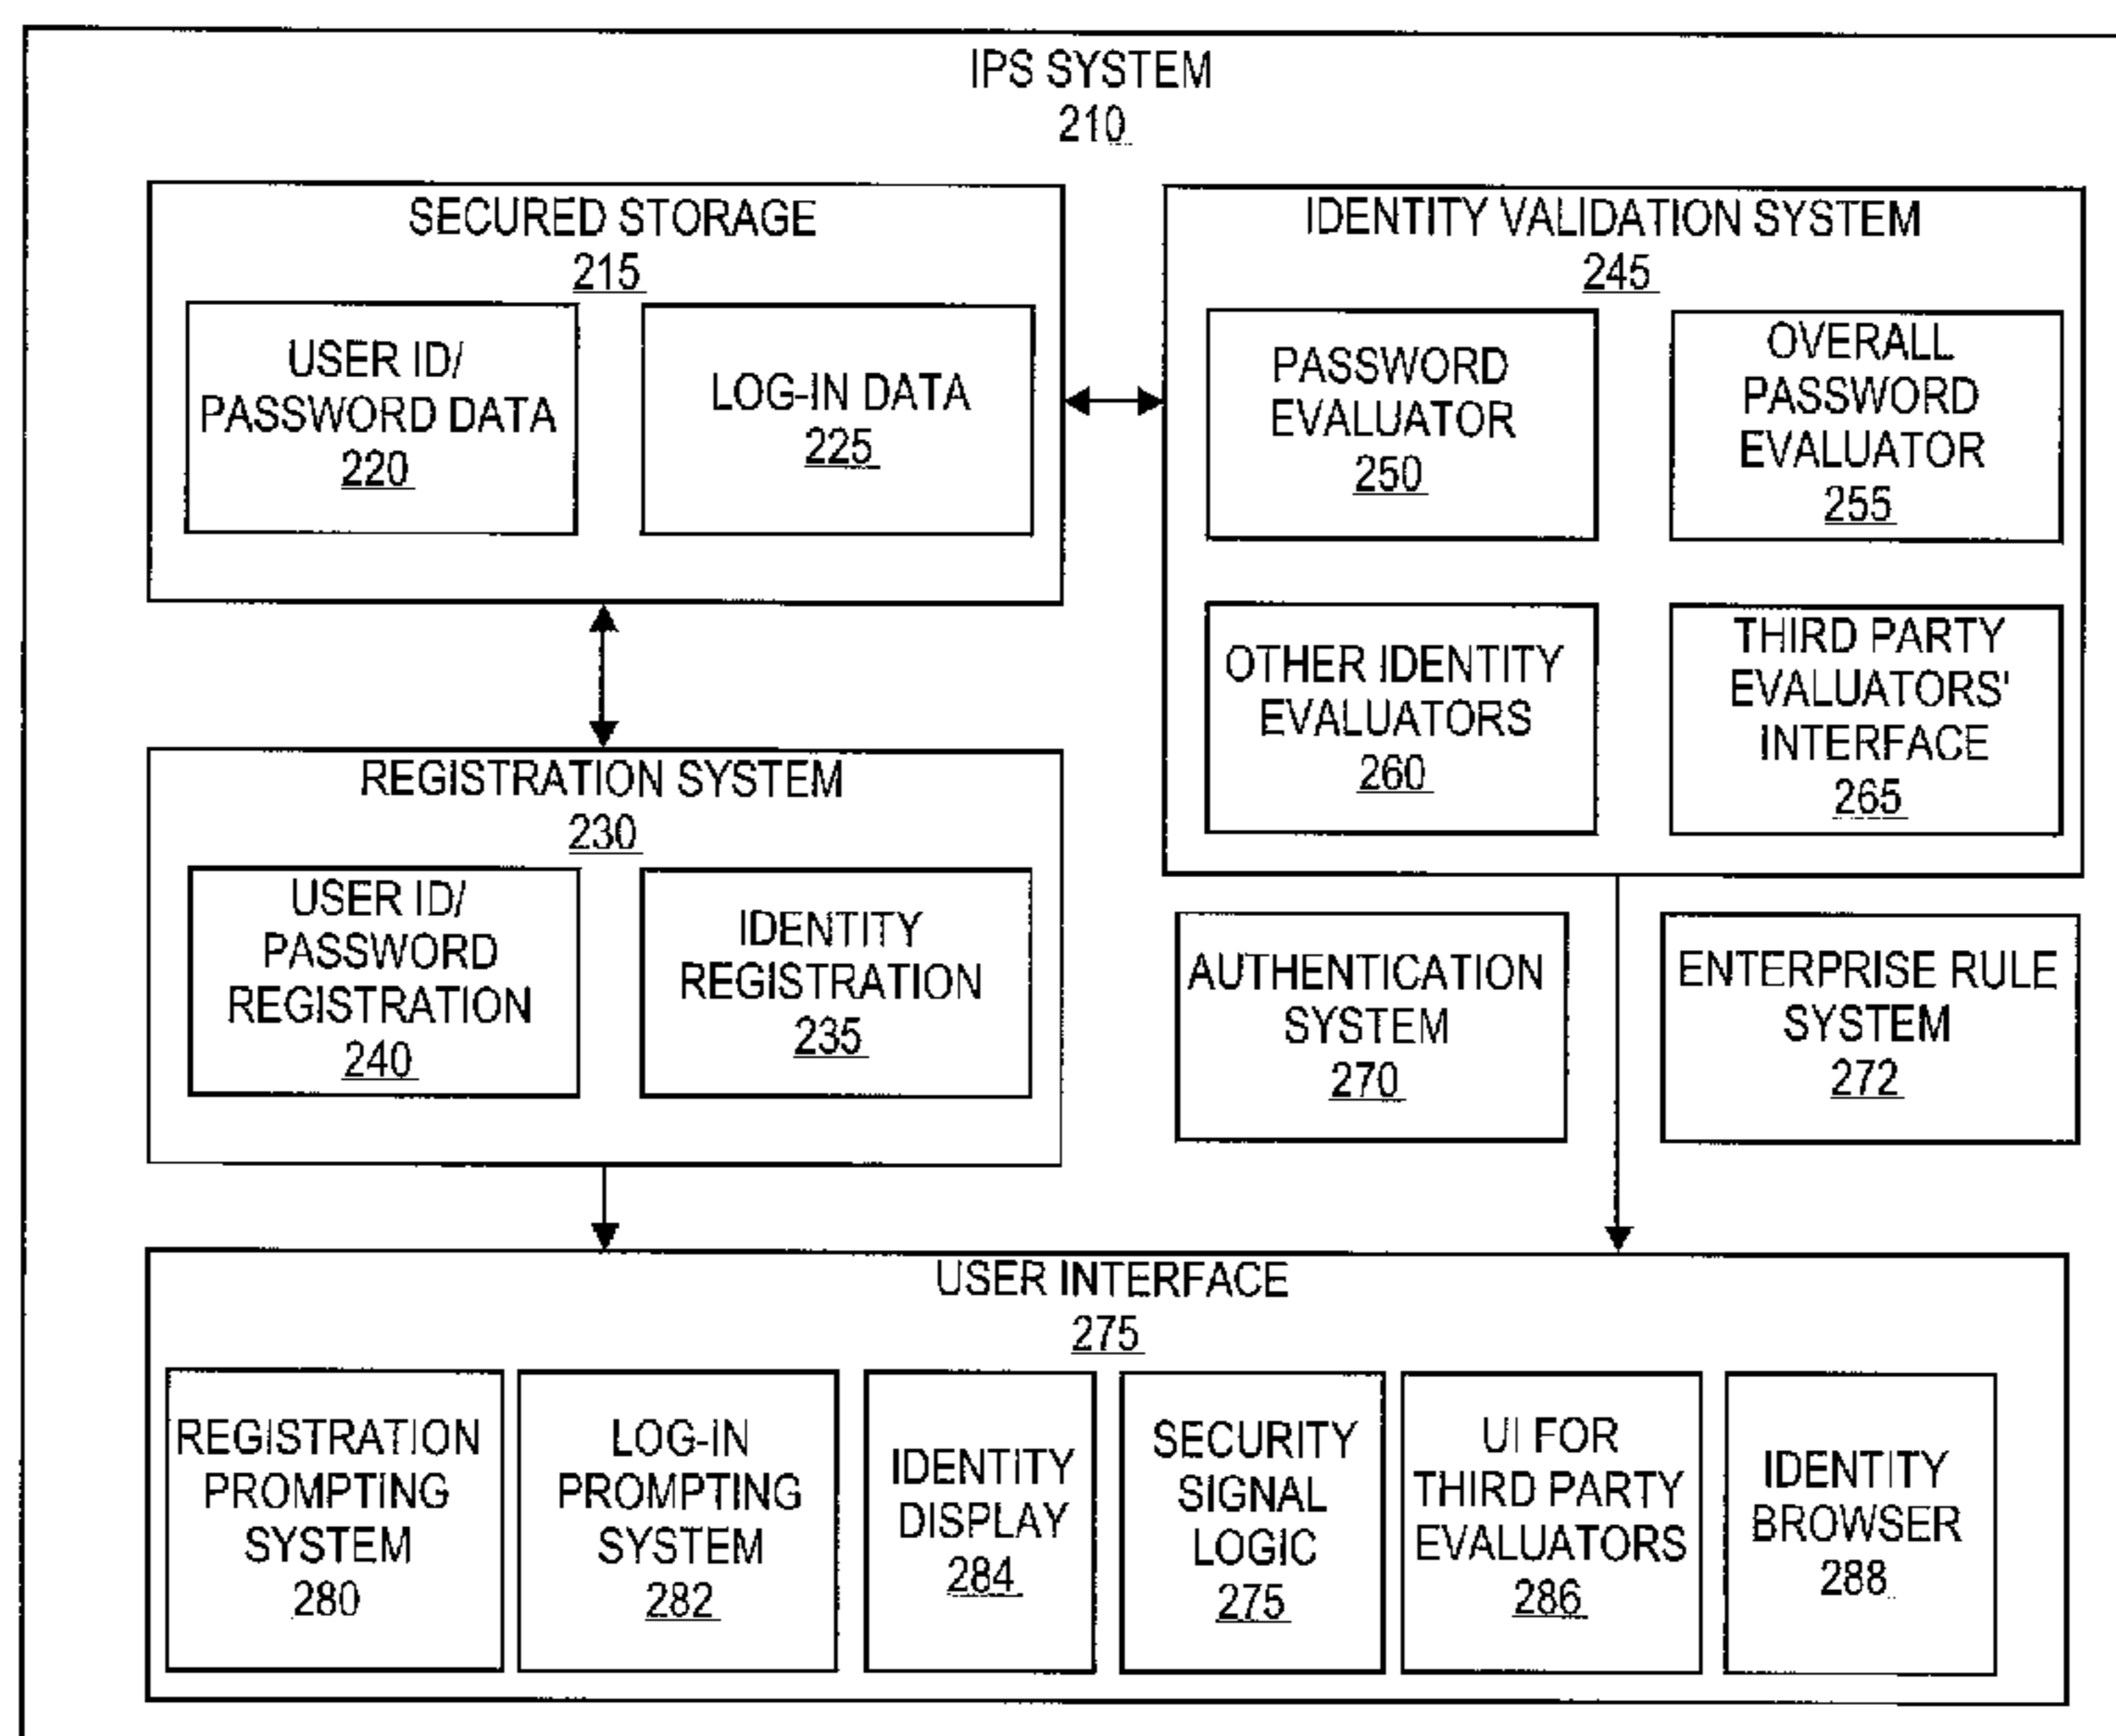 IPS SYSTEM
210
SECURED STORAGE
215
USER ID/
PASSWORD DATA
220
LOG-IN DATA
225
IDENTITY VALIDATION SYSTEM
245
PASSWORD
EVALUATOR
250
OVERALL
PASSWORD
EVALUATOR
255
OTHER IDENTITY
EVALUATORS
260
THIRD PARTY
EVALUATORS'
INTERFACE
265
REGISTRATION SYSTEM
230
USER ID/
PASSWORD
REGISTRATION
240
IDENTITY
REGISTRATION
235
AUTHENTICATION
SYSTEM
270
ENTERPRISE RULE
SYSTEM
272
USER INTERFACE
275
REGISTRATION
PROMPTING
SYSTEM
280
LOG-IN
PROMPTING
SYSTEM
282
IDENTITY
DISPLAY
284
SECURITY
SIGNAL
LOGIC
275
UI FOR
THIRD PARTY
EVALUATORS
286
IDENTITY
BROWSER
288